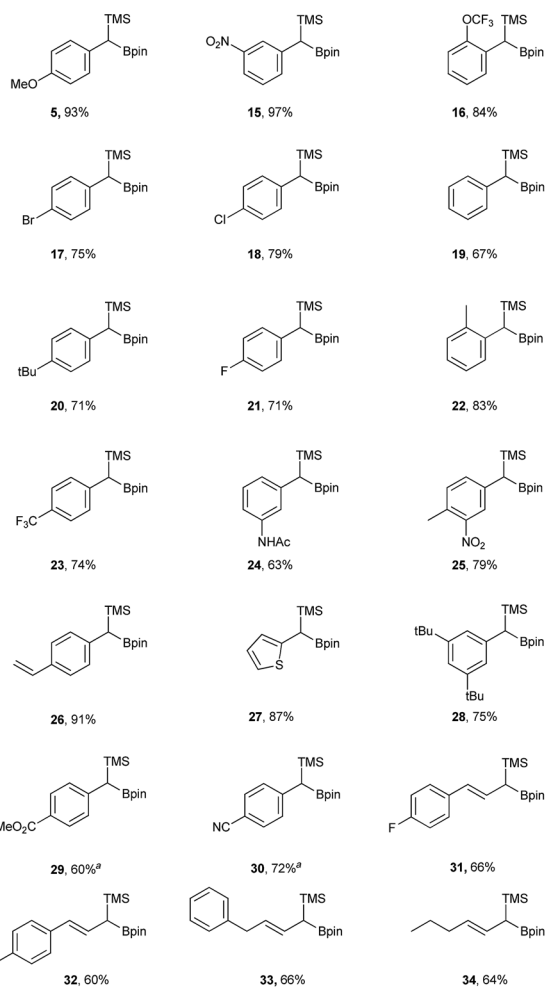 TMS
Bpin
MeO
5, 93%
TMS
O₂N
Bpin
15, 97%
OCF₃
TMS
Bpin
16, 84%
TMS
Bpin
Br
17, 75%
TMS
Bpin
Cl
18, 79%
TMS
Bpin
19, 67%
TMS
Bpin
tBu
20, 71%
TMS
Bpin
F
21, 71%
TMS
Bpin
22, 83%
TMS
Bpin
F₃C
23, 74%
TMS
Bpin
NHAc
24, 63%
TMS
Bpin
NO₂
25, 79%
TMS
Bpin
26, 91%
TMS
Bpin
S
27, 87%
TMS
tBu
Bpin
tBu
28, 75%
TMS
Bpin
MeO₂C
29, 60%ᵃ
TMS
Bpin
NC
30, 72%ᵃ
TMS
Bpin
F
31, 66%
TMS
Bpin
32, 60%
TMS
Bpin
33, 66%
TMS
Bpin
34, 64%